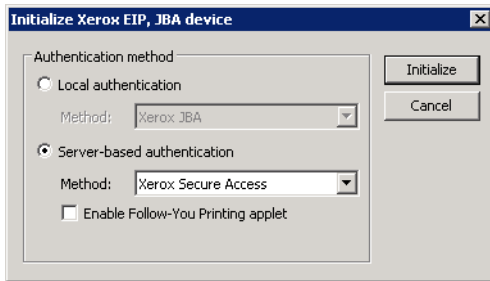 Initialize Xerox EIP, JBA device
Authentication method
Local authentication
Method: Xerox JBA
Server-based authentication
Method: Xerox Secure Access
Enable Follow-You Printing applet
Initialize
Cancel